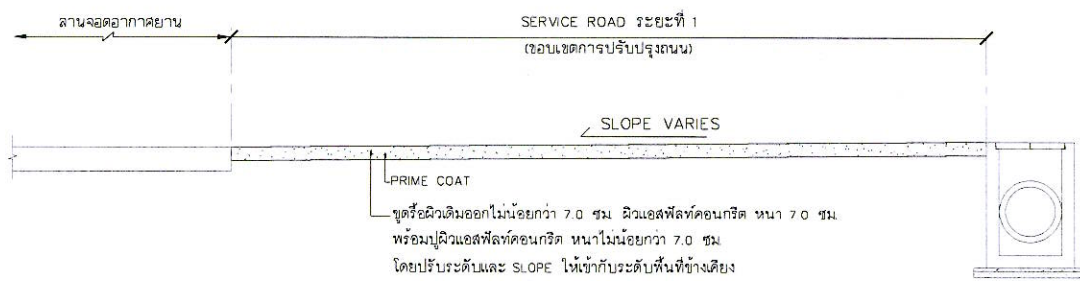 ลานจอดอากาศยาน
SERVICE ROAD ระยะที่ 1
(ขอบเขตการปรับปรุงถนน)
SLOPE VARIES
PRIME COAT
ขูดรื้อผิวเดิมออกไม่น้อยกว่า 7.0 ซม. ผิวแอสฟัลท์คอนกรีต หนา 7.0 ซม.
พร้อมปูผิวแอสฟัลท์คอนกรีต หนาไม่น้อยกว่า 7.0 ซม.
โดยปรับระดับและ SLOPE ให้เข้ากับระดับพื้นที่ข้างเคียง